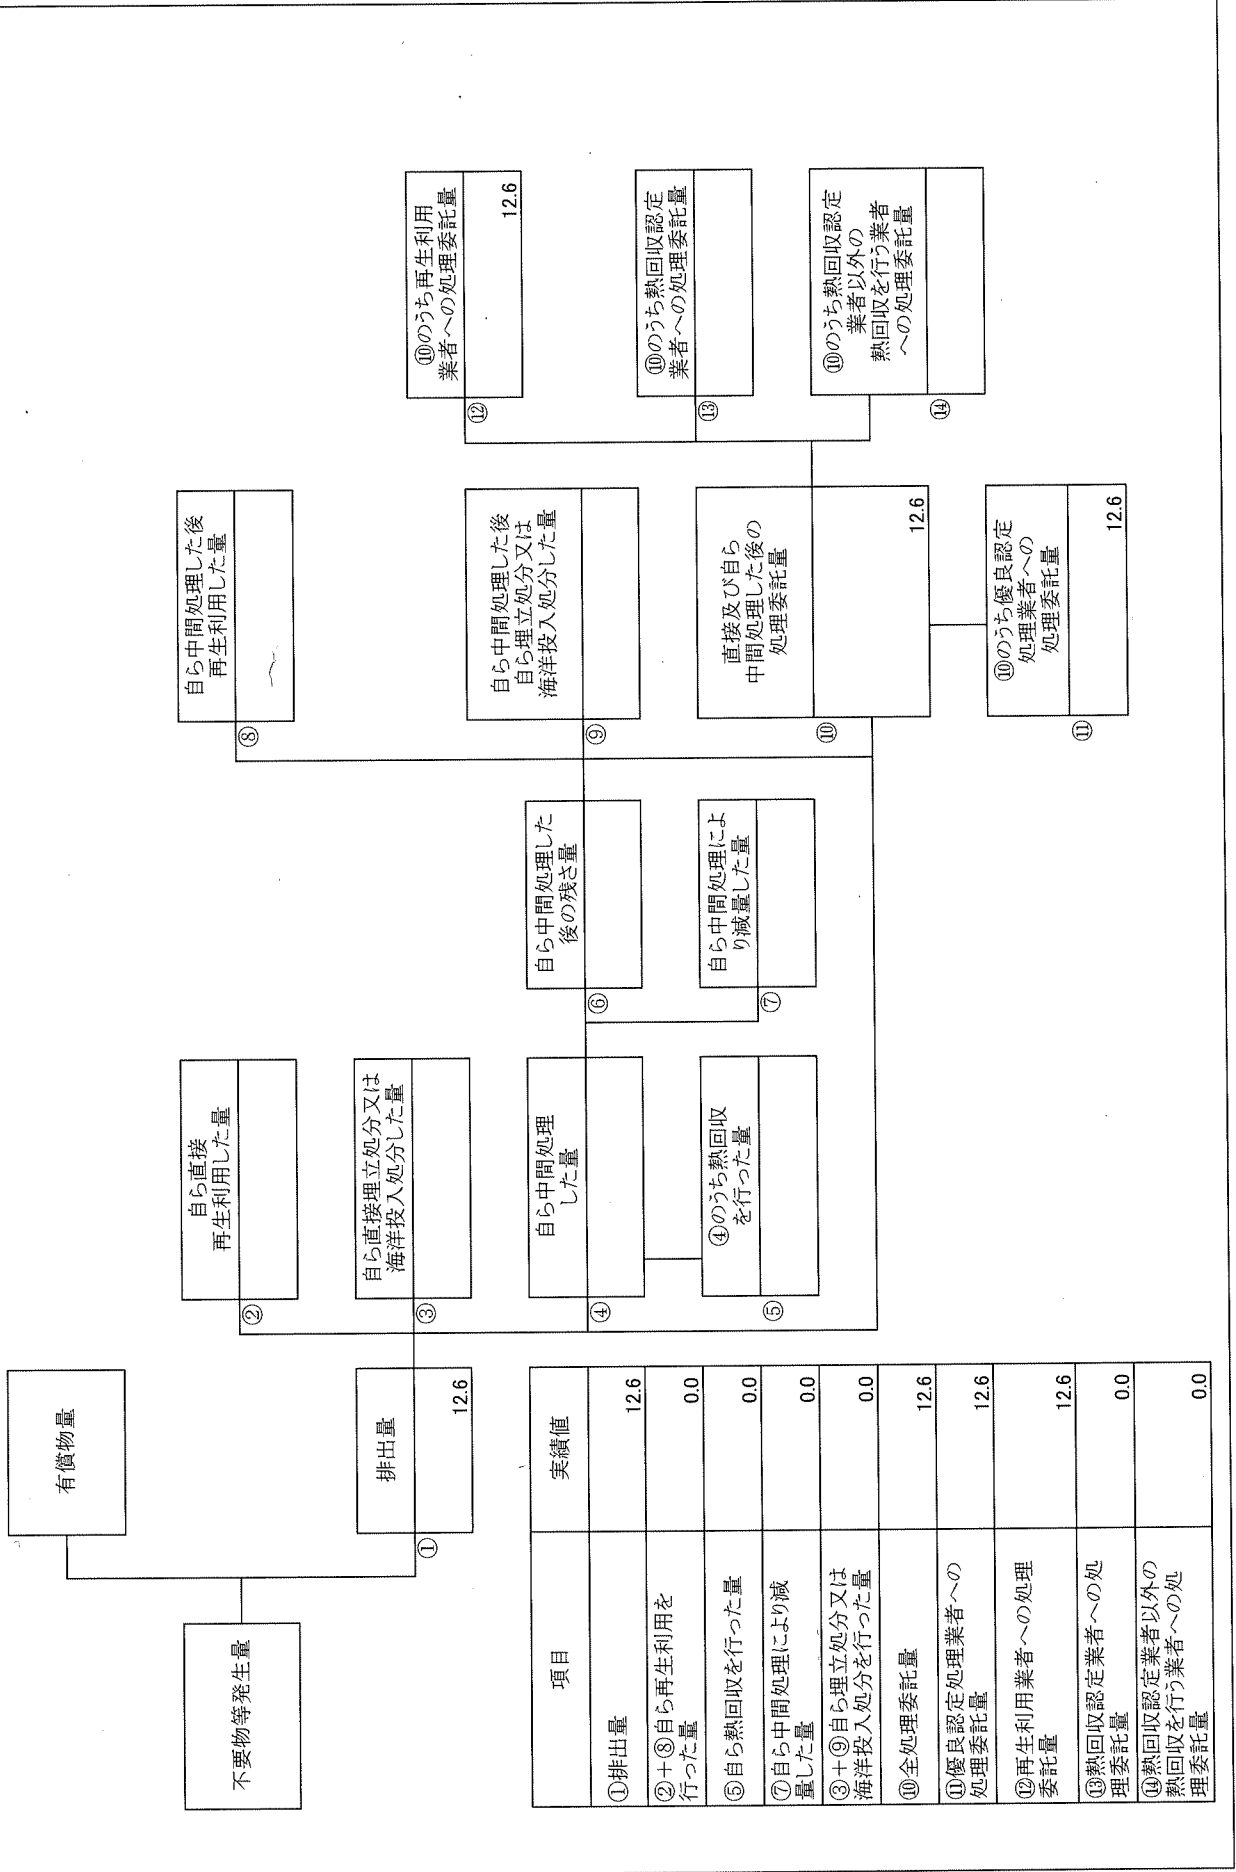 有償物量
不要物等発生量
①
排出量
12.6
②
自ら直接
再生利用した量
③
自ら直接埋立処分又は
海洋投入処分した量
④
自ら中間処理
した量
⑤
④のうち熱回収
を行った量
⑥
自ら中間処理した
後の残さ量
⑦
自ら中間処理によ
り減量した量
⑧
自ら中間処理した後
再生利用した量
⑨
自ら中間処理した後
自ら埋立処分又は
海洋投入処分した量
⑩
直接及び自ら
中間処理した後の
処理委託量
12.6
⑪
⑩のうち優良認定
処理業者への
処理委託量
12.6
⑫
⑩のうち再生利用
業者への処理委託量
12.6
⑬
⑩のうち熱回収認定
業者への処理委託量
⑭
⑩のうち熱回収認定
業者以外の
熱回収を行う業者
への処理委託量
項目 実績値
①排出量 12.6
②+⑧自ら再生利用を
行った量 0.0
⑤自ら熱回収を行った量 0.0
⑦自ら中間処理により減
量した量 0.0
③+⑨自ら埋立処分又は
海洋投入処分を行った量 0.0
⑩全処理委託量 12.6
⑪優良認定処理業者への
処理委託量 12.6
⑫再生利用業者への処理
委託量 12.6
⑬熱回収認定業者への処
理委託量 0.0
⑭熱回収認定業者以外の
熱回収を行う業者への処
理委託量 0.0